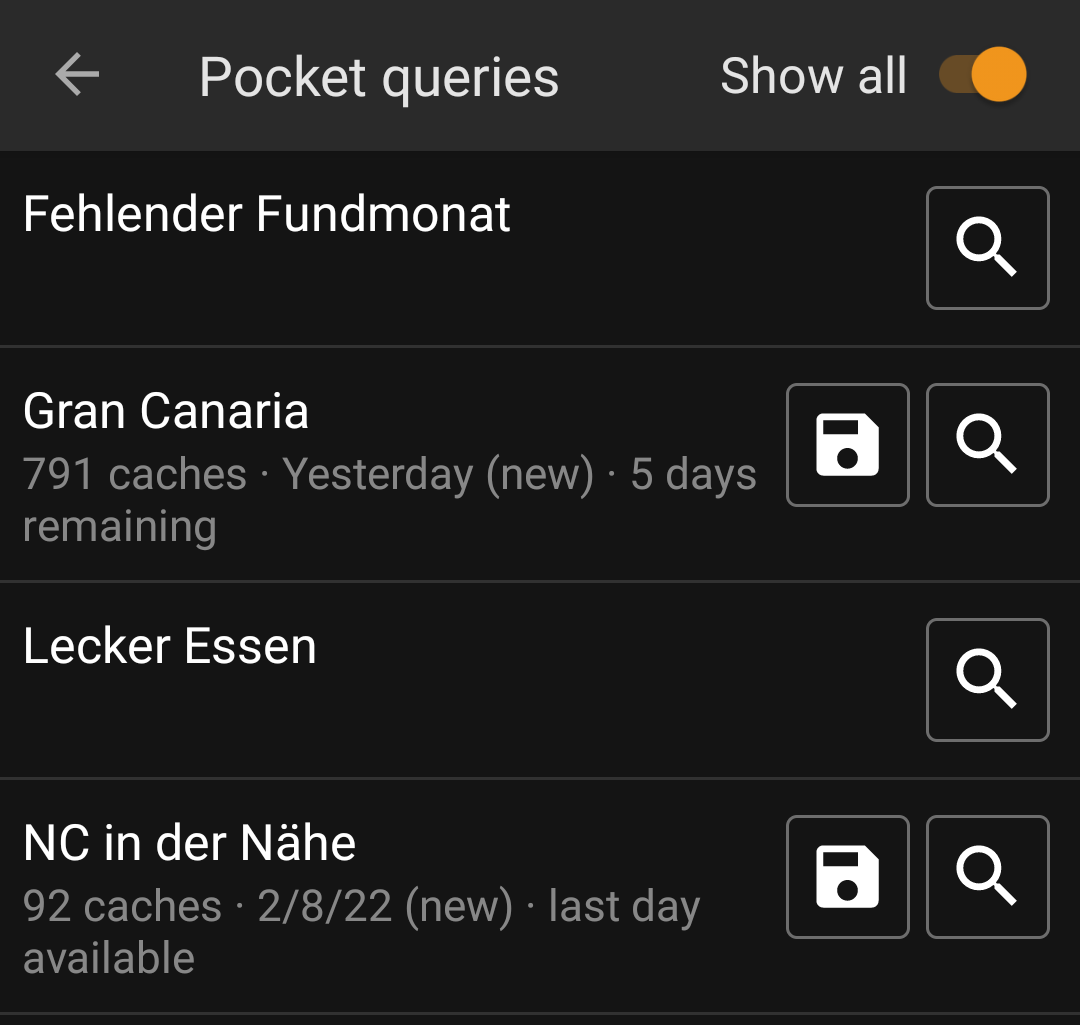 Pocket queries
Show all
Fehlender Fundmonat
Gran Canaria
791 caches · Yesterday (new) · 5 days
remaining
Lecker Essen
NC in der Nähe
92 caches · 2/8/22 (new) · last day
available